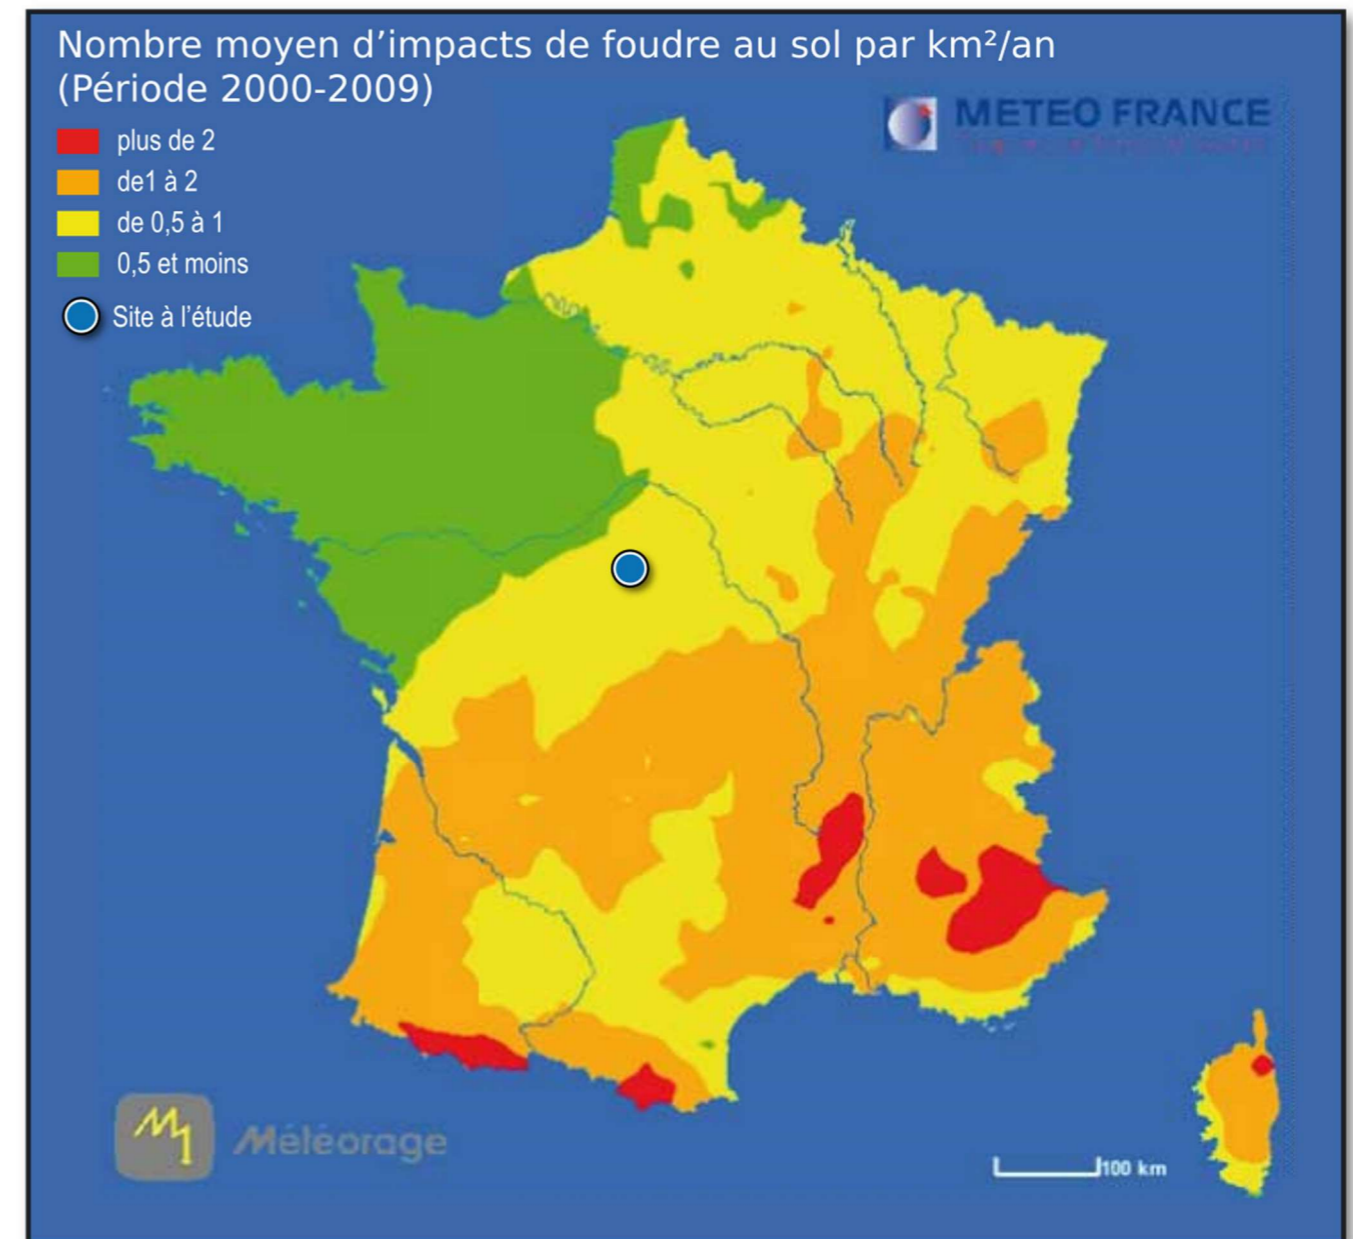 Nombre moyen d’impacts de foudre au sol par km²/an
(Période 2000-2009)
METEO FRANCE
plus de 2
de1 à 2
de 0,5 à 1
0,5 et moins
Site à l’étude
Météorage
100 km